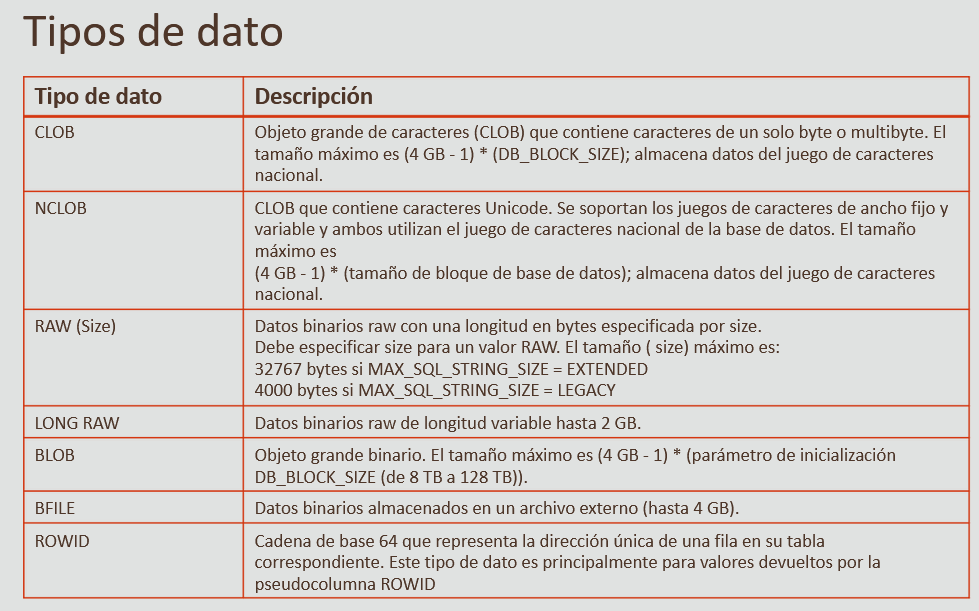 Tipos de dato
Tipo de dato
Descripción
CLOB
Objeto grande de caracteres (CLOB) que contiene caracteres de un solo byte o multibyte. El
tamaño máximo es (4 GB - 1) * (DB_BLOCK_SIZE); almacena datos del juego de caracteres
nacional.
NCLOB
CLOB que contiene caracteres Unicode. Se soportan los juegos de caracteres de ancho fijo y
variable y ambos utilizan el juego de caracteres nacional de la base de datos. El tamaño
máximo es
(4 GB - 1) * (tamaño de bloque de base de datos); almacena datos del juego de caracteres
nacional.
RAW (Size)
Datos binarios raw con una longitud en bytes especificada por size.
Debe especificar size para un valor RAW. El tamaño ( size) máximo es:
32767 bytes si MAX_SQL_STRING_SIZE = EXTENDED
4000 bytes si MAX_SQL_STRING_SIZE = LEGACY
LONG RAW
Datos binarios raw de longitud variable hasta 2 GB.
BLOB
Objeto grande binario. El tamaño máximo es (4 GB - 1) * (parámetro de inicialización
DB_BLOCK_SIZE (de 8 TB a 128 TB)).
BFILE
Datos binarios almacenados en un archivo externo (hasta 4 GB).
ROWID
Cadena de base 64 que representa la dirección única de una fila en su tabla
correspondiente. Este tipo de dato es principalmente para valores devueltos por la
pseudocolumna ROWID